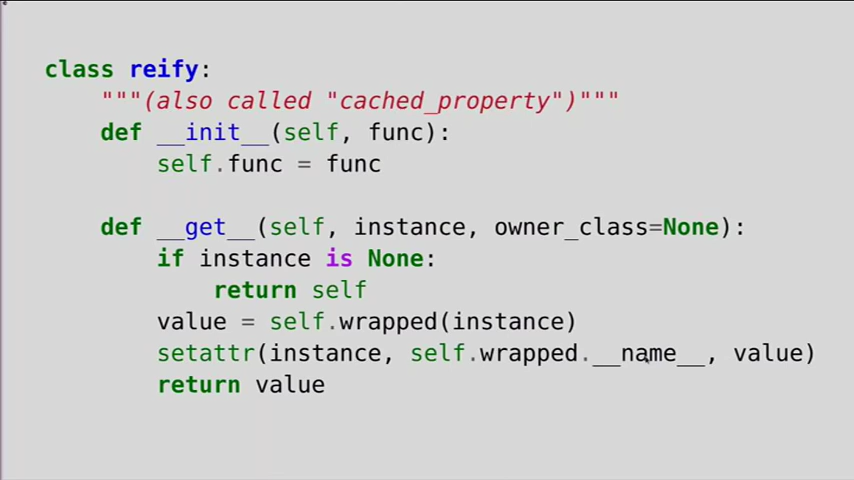 class reify:
    """(also called "cached_property")"""
    def __init__(self, func):
        self.func = func

    def __get__(self, instance, owner_class=None):
        if instance is None:
            return self
        value = self.wrapped(instance)
        setattr(instance, self.wrapped.__name__, value)
        return value